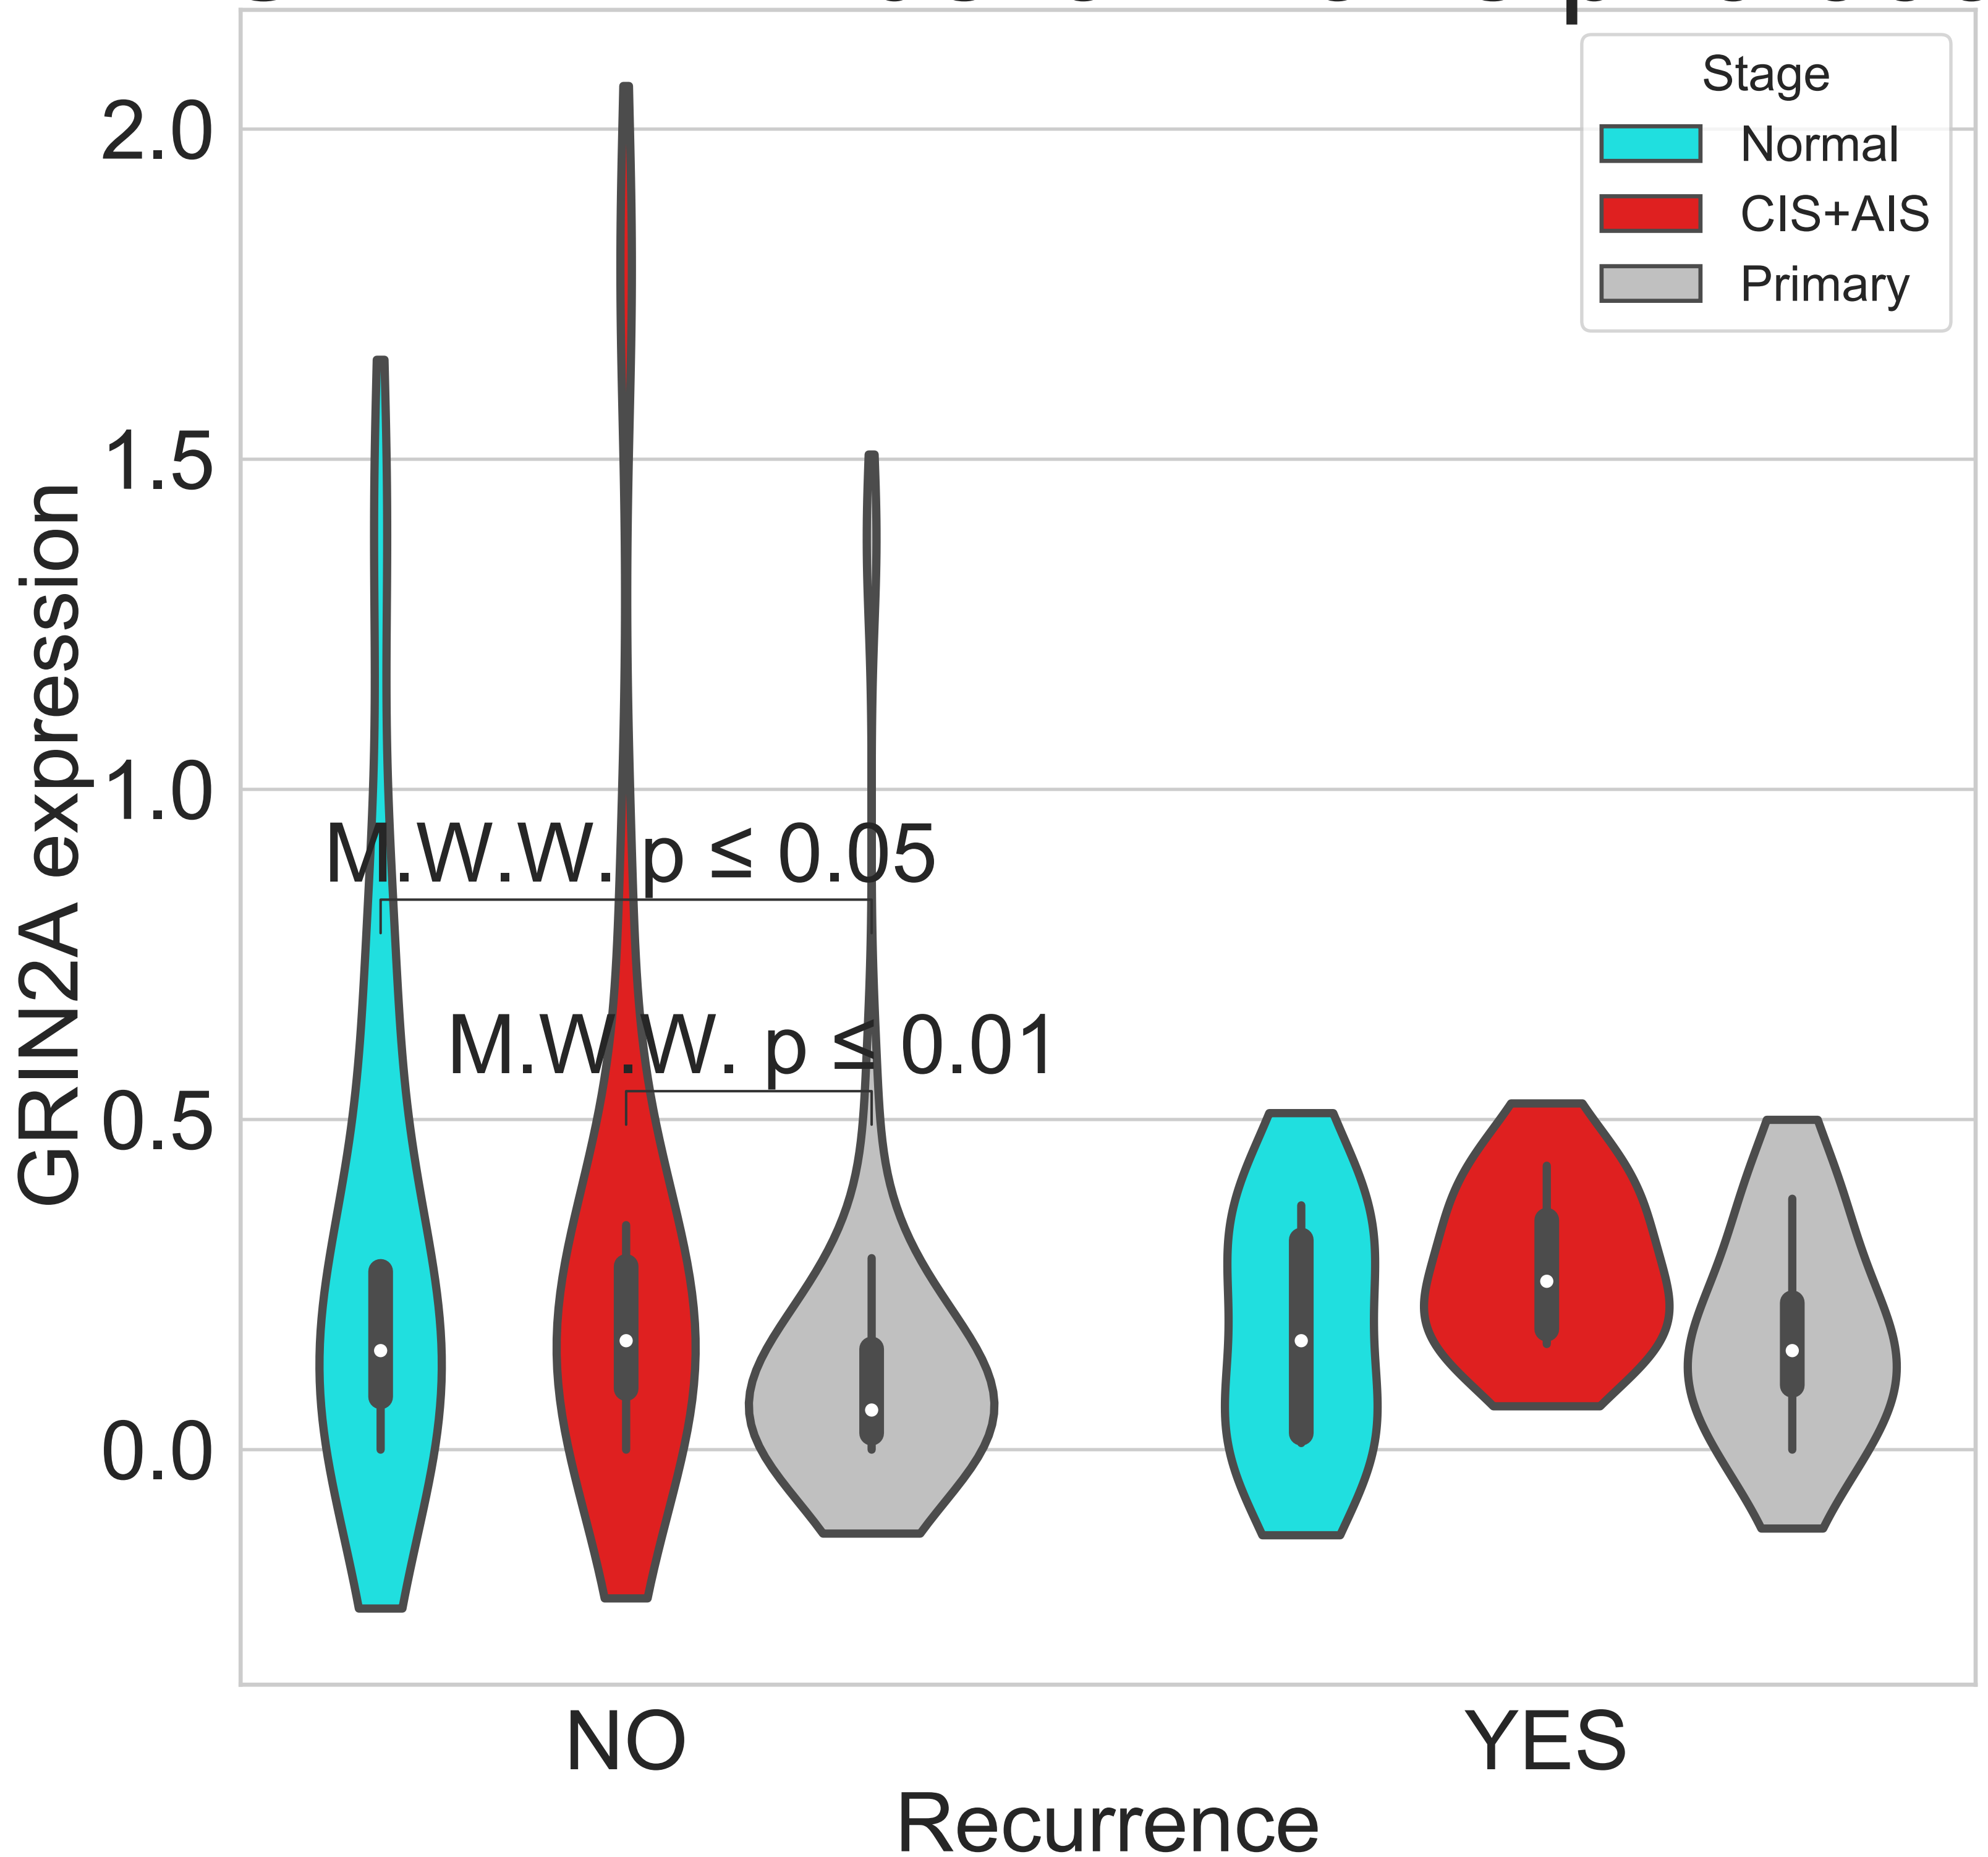 Stage
Normal
CIS+AIS
Primary
GRIN2A expression
2.0
1.5
1.0
0.5
0.0
M.W.W. p ≤ 0.05
M.W.W. p ≤ 0.01
NO
YES
Recurrence